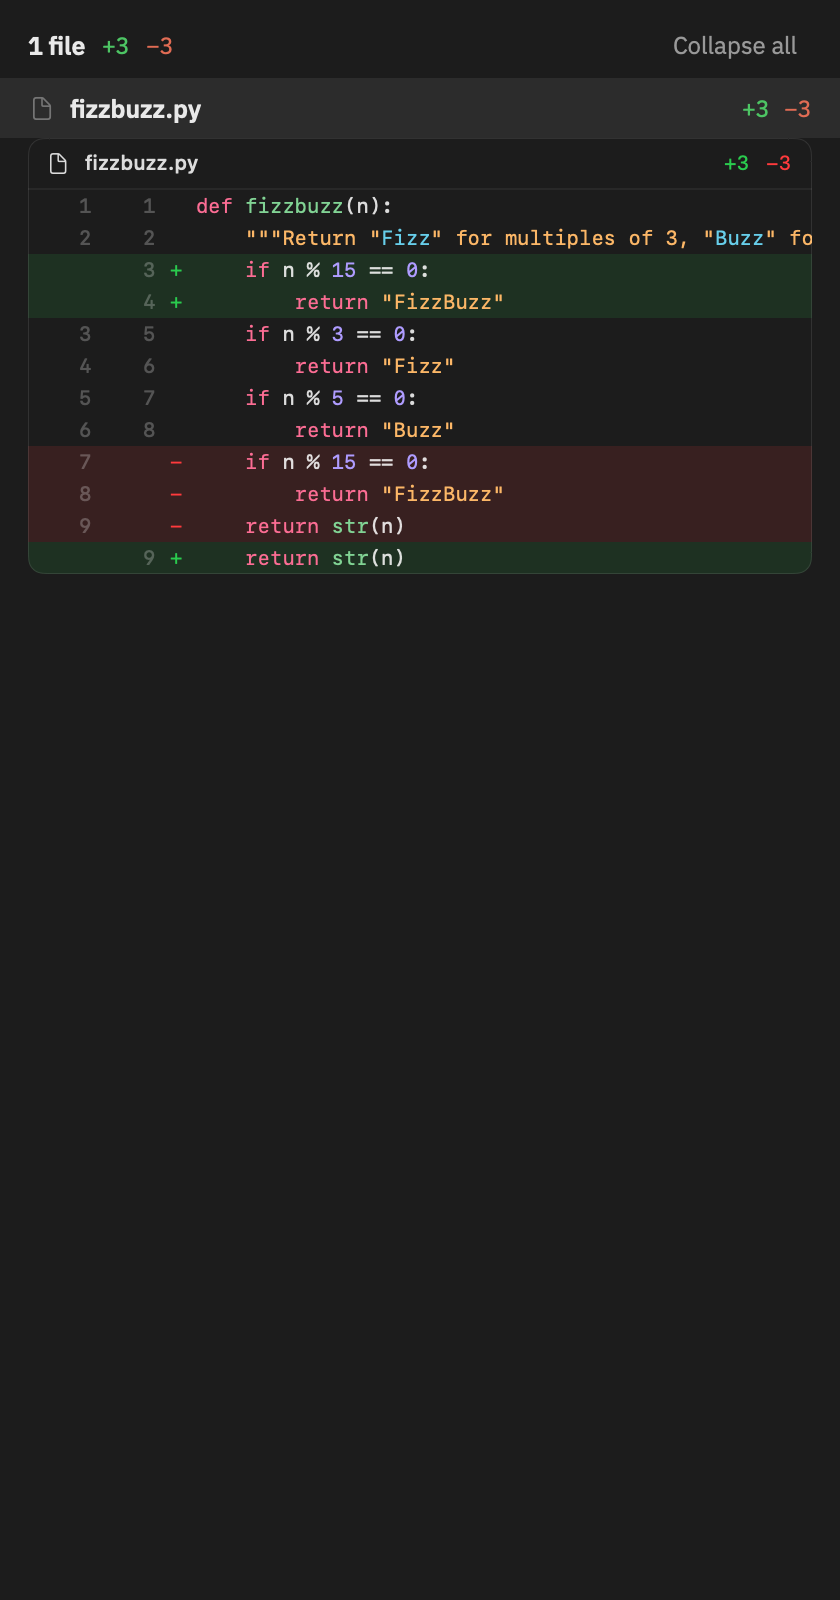 1 file +3 −3 Collapse all
fizzbuzz.py +3 −3
fizzbuzz.py +3 −3
1 1 def fizzbuzz(n):
2 2     """Return "Fizz" for multiples of 3, "Buzz" fo
3 +     if n % 15 == 0:
4 +         return "FizzBuzz"
3 5     if n % 3 == 0:
4 6         return "Fizz"
5 7     if n % 5 == 0:
6 8         return "Buzz"
7 −     if n % 15 == 0:
8 −         return "FizzBuzz"
9 −     return str(n)
9 +     return str(n)